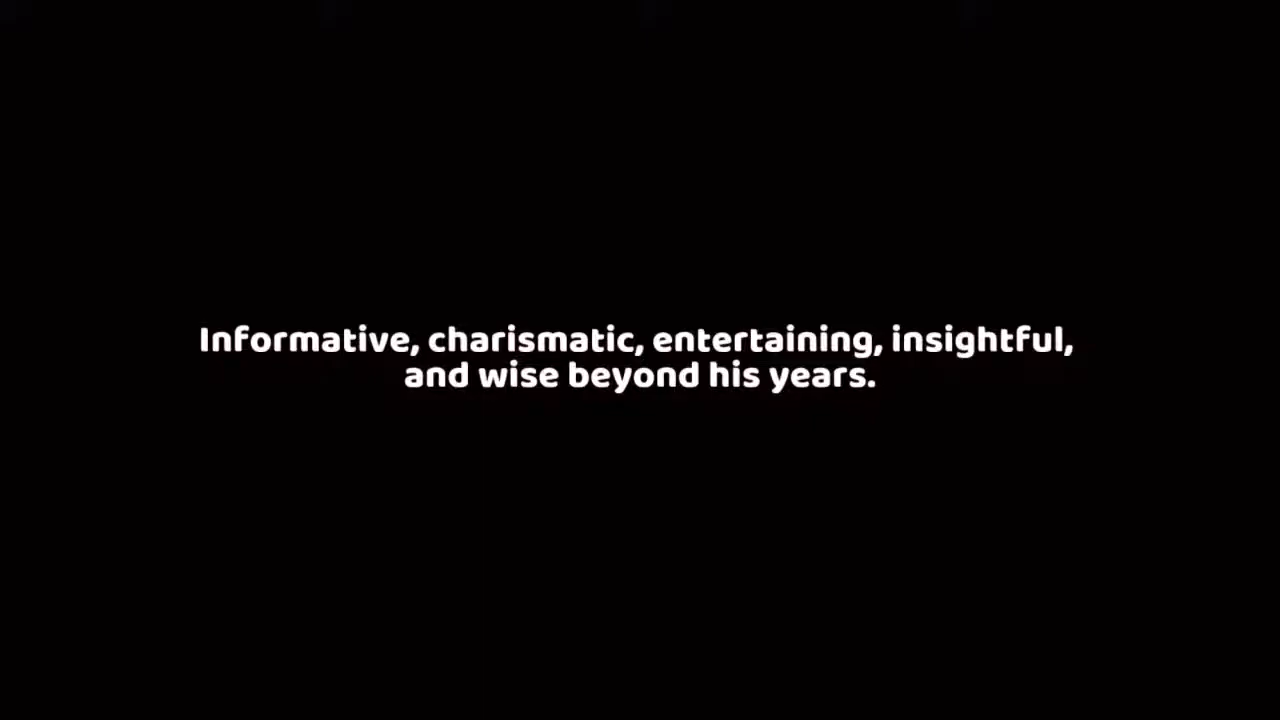 Informative, charismatic, entertaining, insightful,
and wise beyond his years.